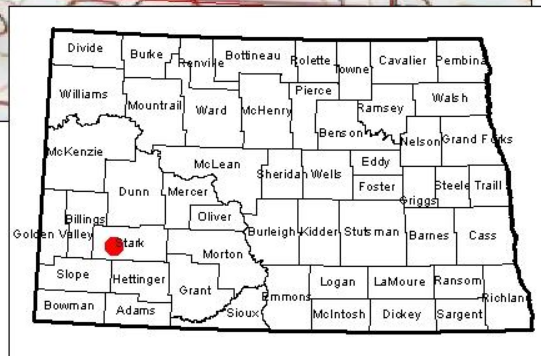 Divide Burke Renville Bottineau Rolette Towner Cavalier Pembina
Williams Mountrail Ward McHenry Pierce Ramsey Walsh
Benson Nelson Grand Forks
McKenzie McLean Sheridan Wells Eddy
Foster Griggs Steele Traill
Dunn Mercer Oliver
Golden Valley Billings Stark Morton Burleigh Kidder Stutsman Barnes Cass
Slope Hettinger Grant Emmons Logan LaMoure Ransom Richland
Bowman Adams Sioux McIntosh Dickey Sargent